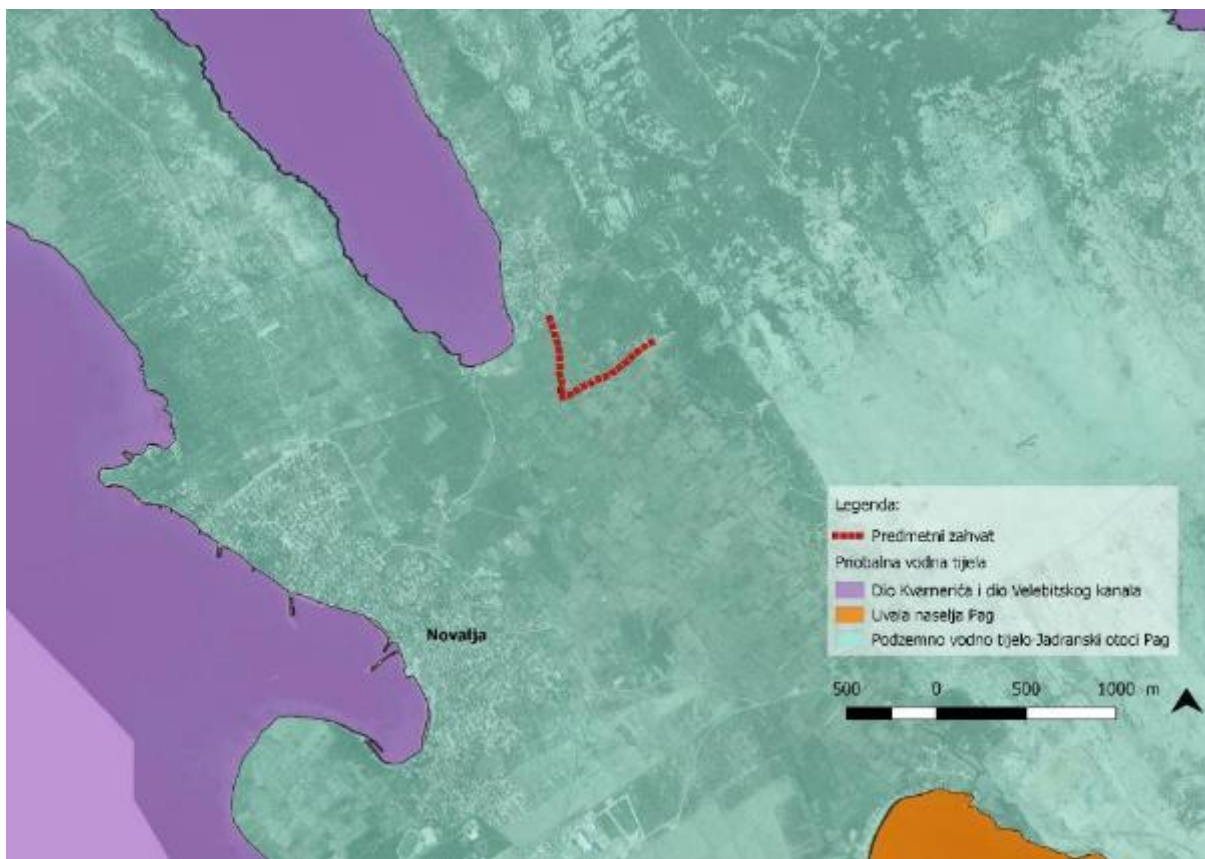 Novalja
Legenda:
Predmetni zahvat
Priobalna vodna tijela
Dio Kvarnerića i dio Velebitskog kanala
Uvala naselja Pag
Podzemno vodno tijelo-Jadranski otoci Pag
500 0 500 1000 m